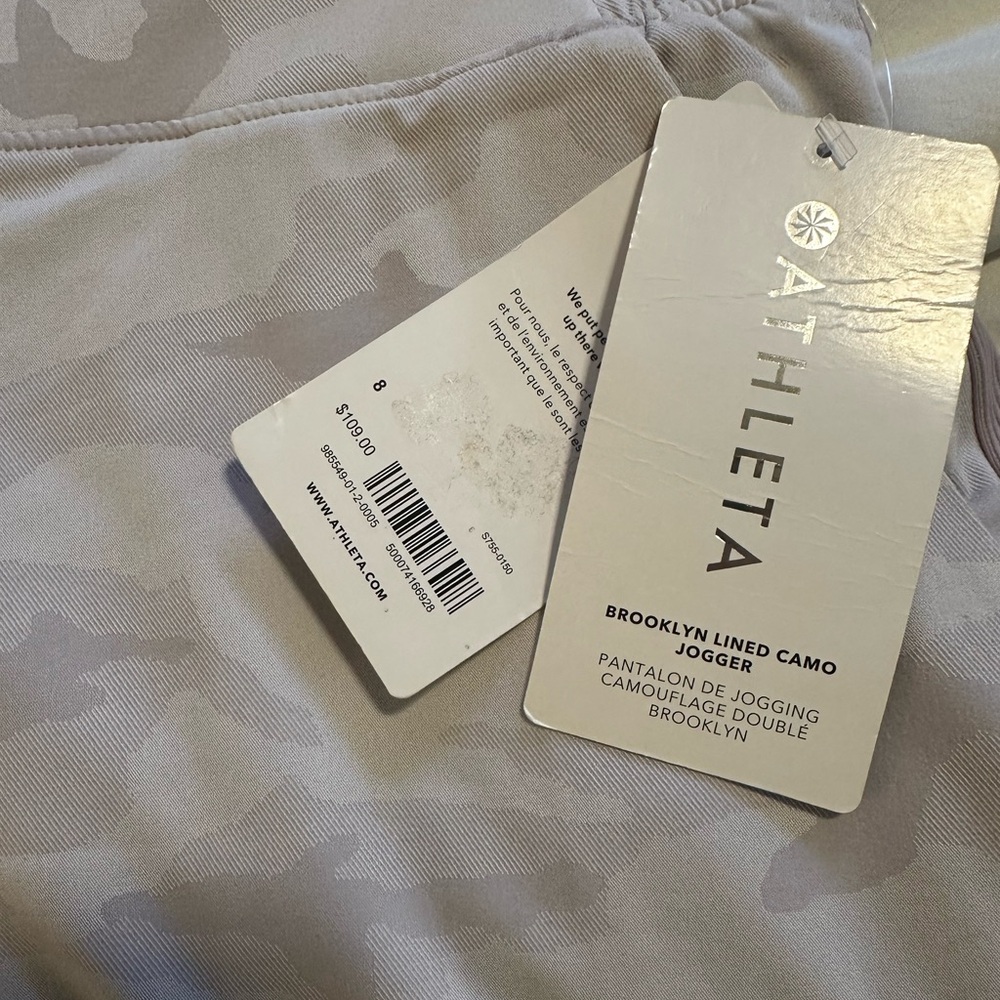 ATHLETA
BROOKLYN LINED CAMO
JOGGER
PANTALON DE JOGGING
CAMOUFLAGE DOUBLÉ
BROOKLYN
We put
up there
Pour nous, le respect
et de l'environnement
important que le sont les
8
$109.00
985549-01-2-0005
500074166928
S755-0150
WWW.ATHLETA.COM